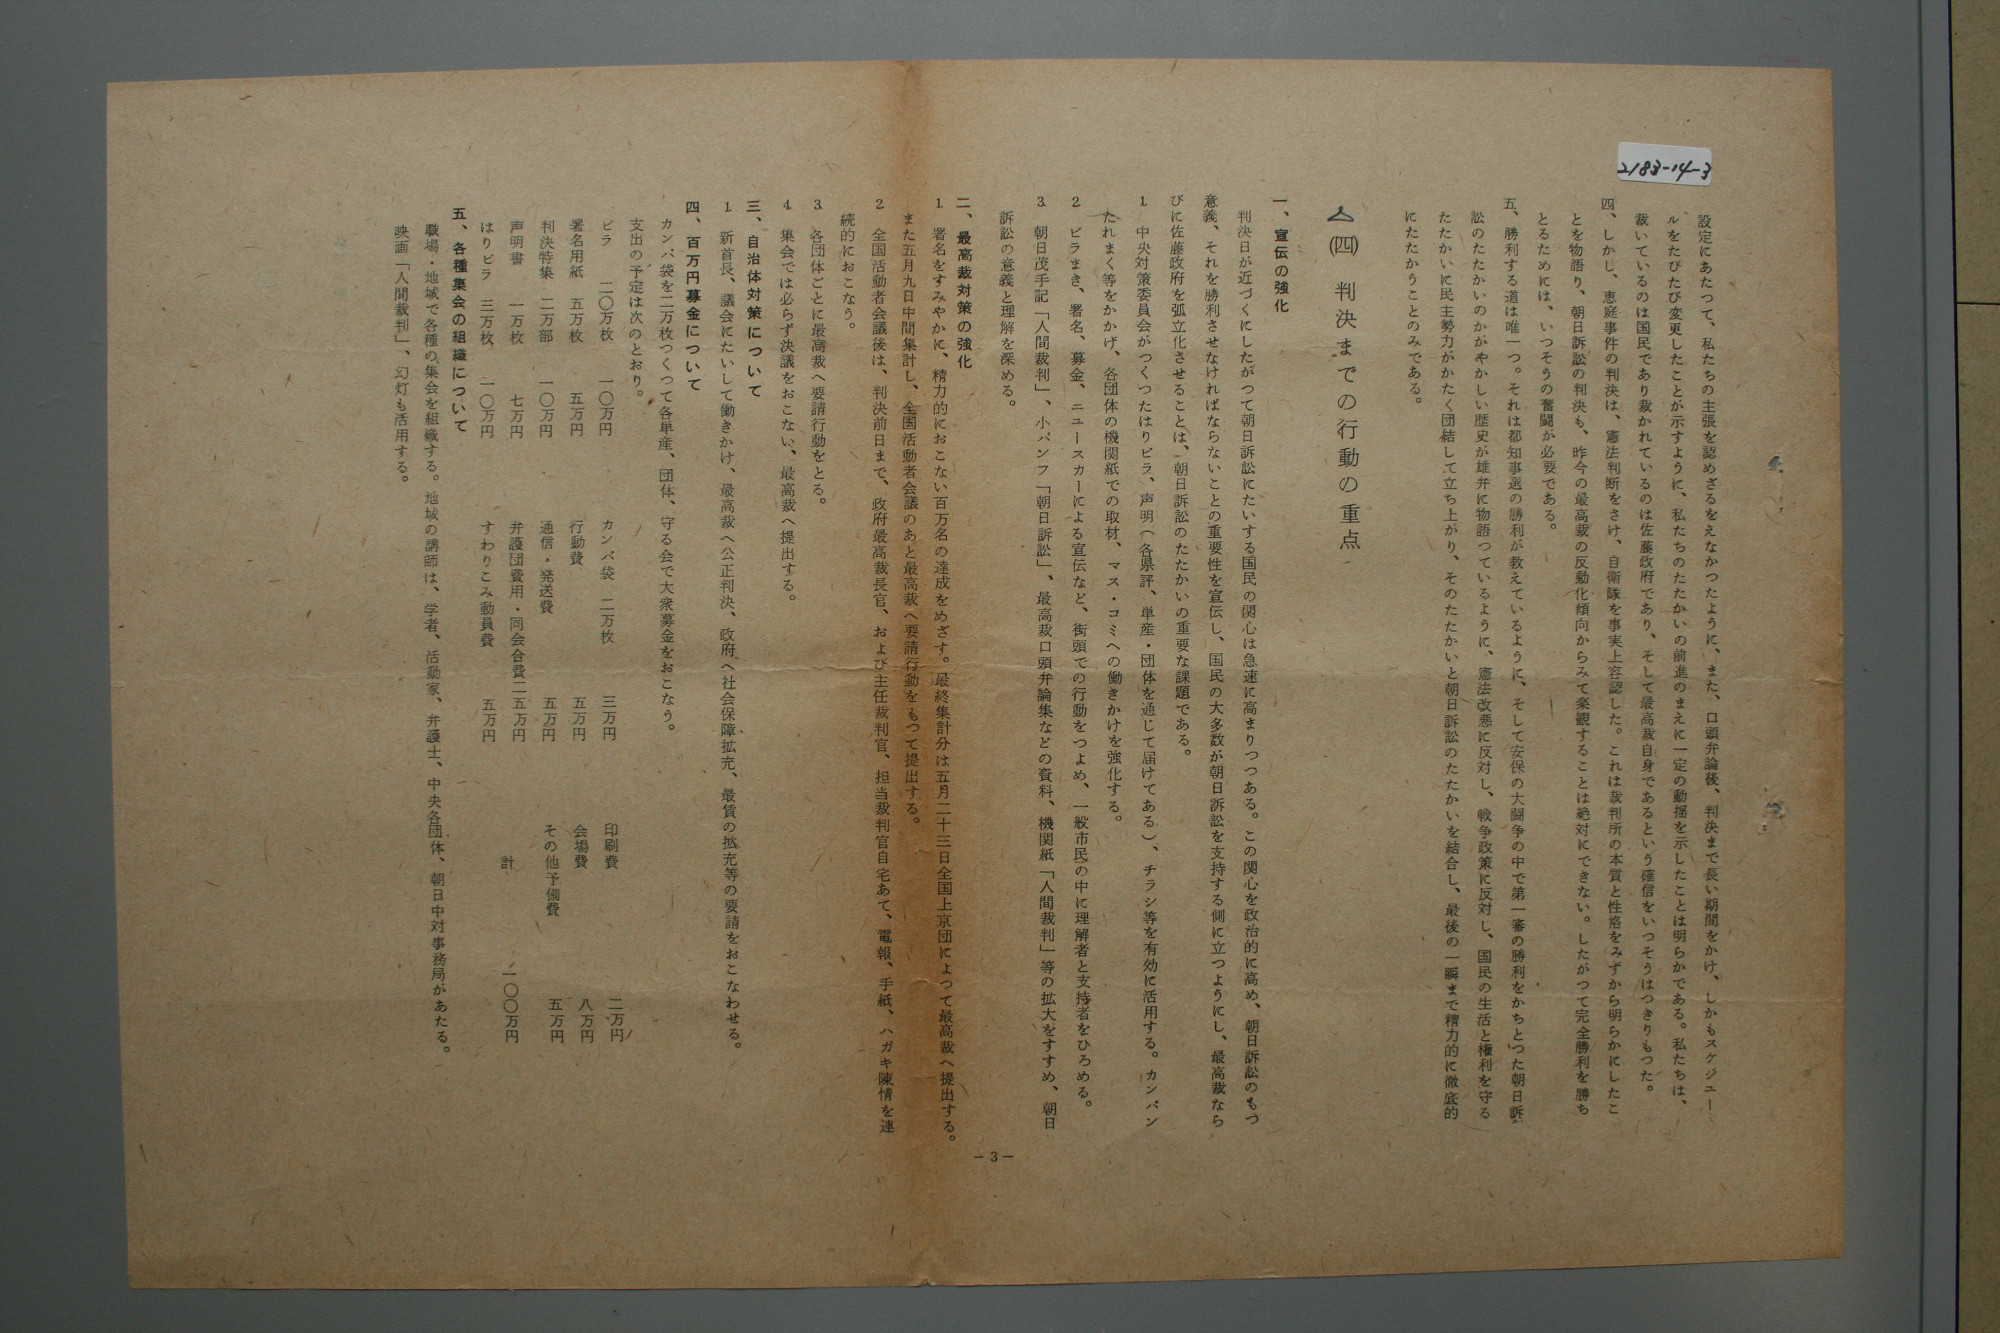 2183-14-3
設定にあたつて、私たちの主張を認めざるをえなかつたように、また、口頭弁論後、判決まで長い期間をかけ、しかもスケジユー
ルをたびたび変更したことが示すように、私たちのたたかいの前進のまえに一定の動揺を示したことは明らかである。私たちは、
裁いているのは国民であり裁かれているのは佐藤政府であり、そして最高裁自身であるという確信をいつそうはつきりもつた。
四、しかし、恵庭事件の判決は、憲法判断をさけ、自衛隊を事実上容認した。これは裁判所の本質と性格をみずから明らかにしたこ
とを物語り、朝日訴訟の判決も、昨今の最高裁の反動化傾向からみて楽観することは絶対にできない。したがつて完全勝利を勝ち
とるためには、いつそうの奮闘が必要である。
五、勝利する道は唯一つ。それは都知事選の勝利が教えているように、そして安保の大闘争の中で第一審の勝利をかちとつた朝日訴
訟のたたかいのかがやかしい歴史が雄弁に物語つているように、憲法改悪に反対し、戦争政策に反対し、国民の生活と権利を守る
たたかいに民主勢力がかたく団結して立ち上がり、そのたたかいと朝日訴訟のたたかいを結合し、最後の一瞬まで精力的に徹底的
にたたかうことのみである。
㈣ 判決までの行動の重点
一、宣伝の強化
判決日が近づくにしたがつて朝日訴訟にたいする国民の関心は急速に高まりつつある。この関心を政治的に高め、朝日訴訟のもつ
意義、それを勝利させなければならないことの重要性を宣伝し、国民の大多数が朝日訴訟を支持する側に立つようにし、最高裁なら
びに佐藤政府を弧立化させることは、朝日訴訟のたたかいの重要な課題である。
1. 中央対策委員会がつくつたはりビラ、声明（各県評、単産・団体を通じて届けてある）、チラシ等を有効に活用する。カンバン
たれまく等をかかげ、各団体の機関紙での取材、マス・コミへの働きかけを強化する。
2. ビラまき、署名、募金、ニユースカーによる宣伝など、街頭での行動をつよめ、一般市民の中に理解者と支持者をひろめる。
3. 朝日茂手記「人間裁判」、小パンフ「朝日訴訟」、最高裁口頭弁論集などの資料、機関紙「人間裁判」等の拡大をすすめ、朝日
訴訟の意義と理解を深める。
二、最高裁対策の強化
1. 署名をすみやかに、精力的におこない百万名の達成をめざす。最終集計分は五月二十三日全国上京団によつて最高裁へ提出する。
また五月九日中間集計し、全国活動者会議のあと最高裁へ要請行動をもつて提出する。
2. 全国活動者会議後は、判決前日まで、政府最高裁長官、および主任裁判官、担当裁判官自宅あて、電報、手紙、ハガキ陳情を連
続的におこなう。
3. 各団体ごとに最高裁へ要請行動をとる。
4. 集会では必らず決議をおこない、最高裁へ提出する。
三、自治体対策について
1. 新首長、議会にたいして働きかけ、最高裁へ公正判決、政府へ社会保障拡充、最賃の拡充等の要請をおこなわせる。
四、百万円募金について
カンパ袋を二万枚つくつて各単産、団体、守る会で大衆募金をおこなう。
支出の予定は次のとおり。
ビラ 二〇万枚 一〇万円 カンパ袋 二万枚 三万円 印刷費 二万円
署名用紙 五万枚 五万円 行動費 五万円 会場費 八万円
判決特集 二万部 一〇万円 通信・発送費 五万円 その他予備費 五万円
声明書 一万枚 七万円 弁護団費用・同会合費二五万円 計 一〇〇万円
はりビラ 三万枚 一〇万円 すわりこみ動員費 五万円
五、各種集会の組織について
職場・地域で各種の集会を組織する。地域の講師は、学者、活動家、弁護士、中央各団体、朝日中対事務局があたる。
映画「人間裁判」、幻灯も活用する。
－3－